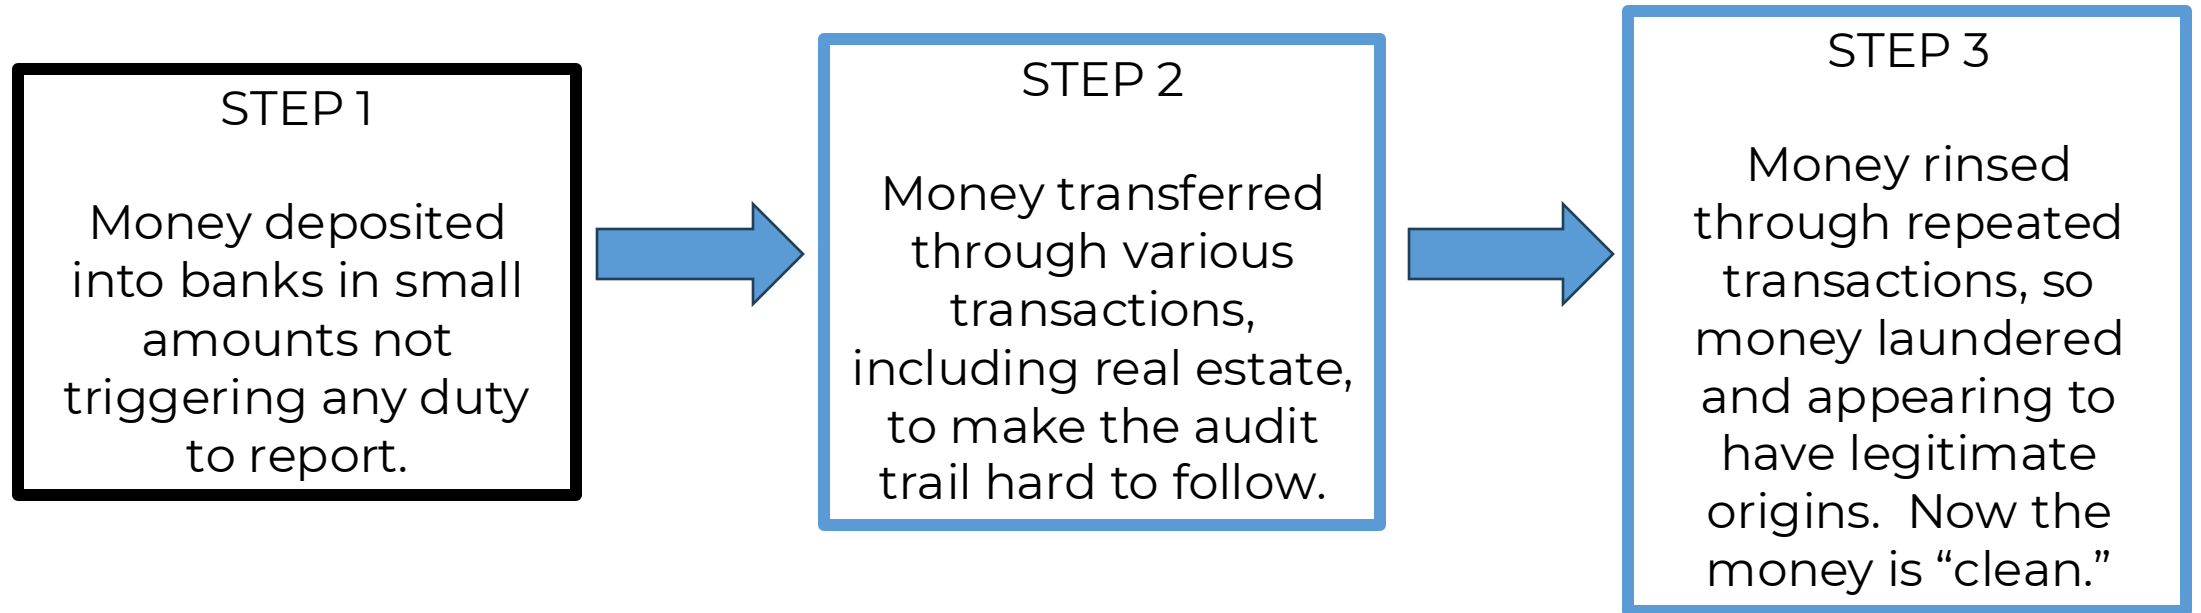 STEP 1
Money deposited
into banks in small
amounts not
triggering any duty
to report.
STEP 2
Money transferred
through various
transactions,
including real estate,
to make the audit
trail hard to follow.
STEP 3
Money rinsed
through repeated
transactions, so
money laundered
and appearing to
have legitimate
origins.  Now the
money is “clean.”